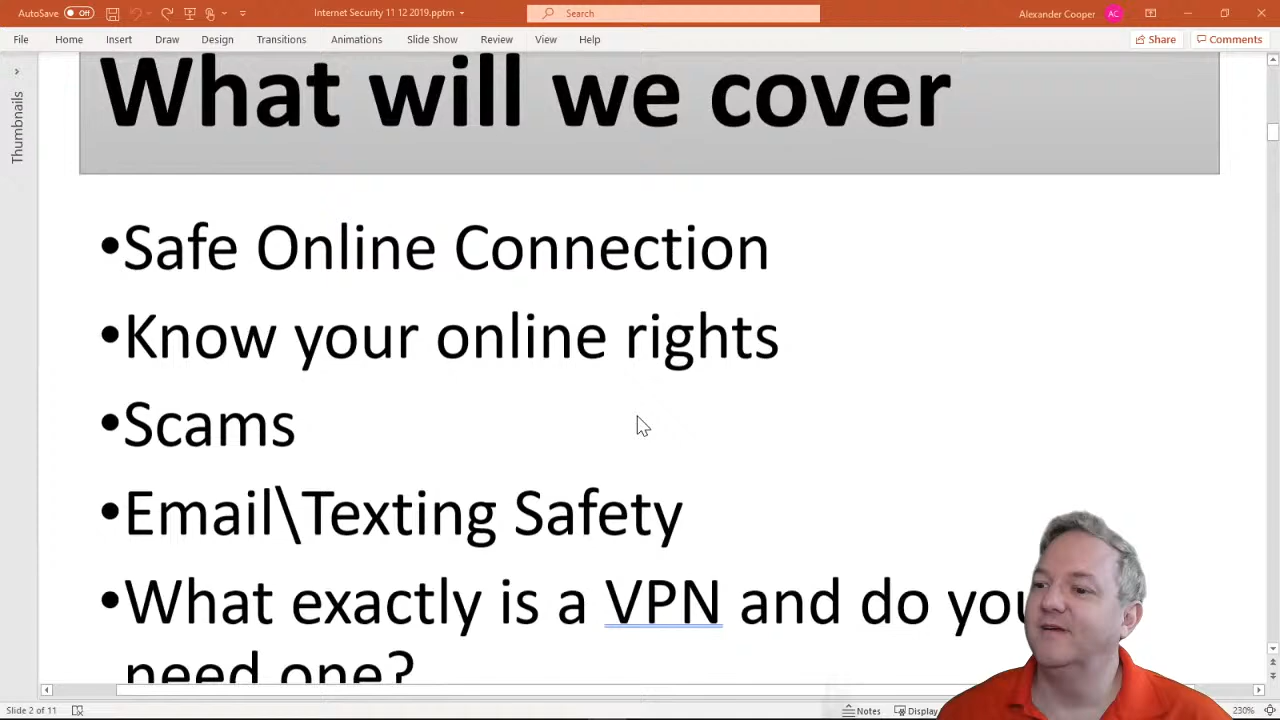 AutoSave Off Internet Security 11 12 2019.pptm Search Alexander Cooper AC
File Home Insert Draw Design Transitions Animations Slide Show Review View Help Share Comments
Thumbnails
What will we cover
•Safe Online Connection
•Know your online rights
•Scams
•Email\Texting Safety
•What exactly is a VPN and do you
need one?
Slide 2 of 11 Notes Display 230%